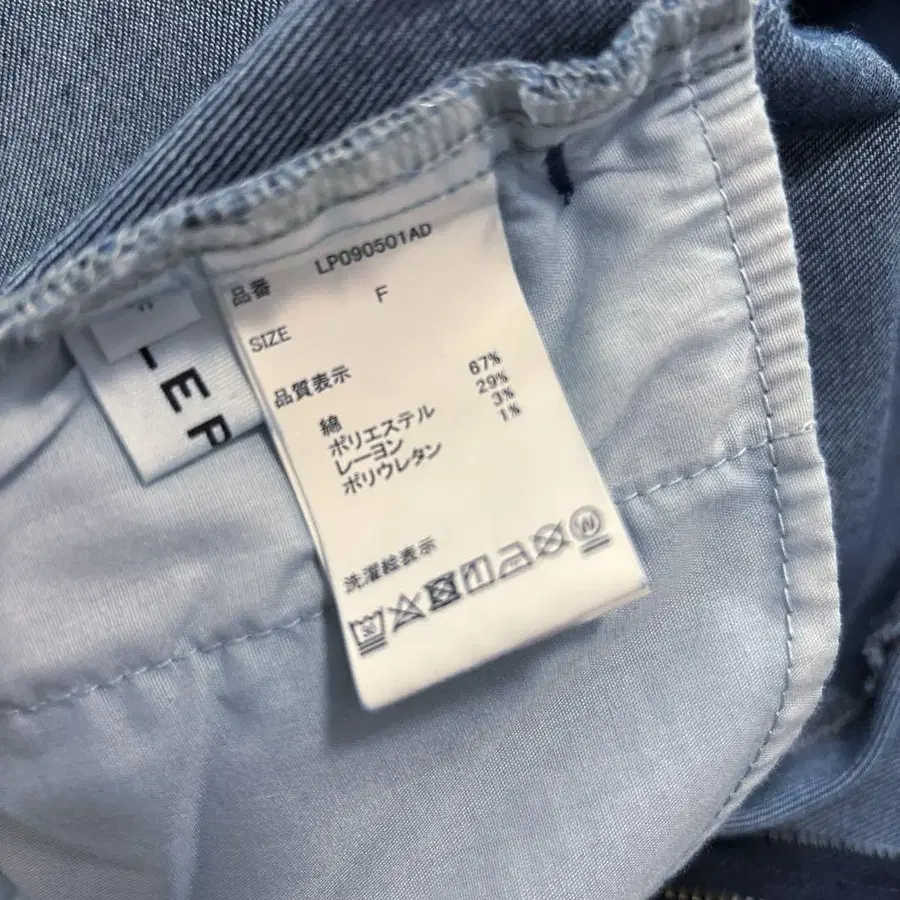 品番 LP090501AD
SIZE F
品質表示
綿 67%
ポリエステル 29%
レーヨン 3%
ポリウレタン 1%
洗濯絵表示
W
LEP